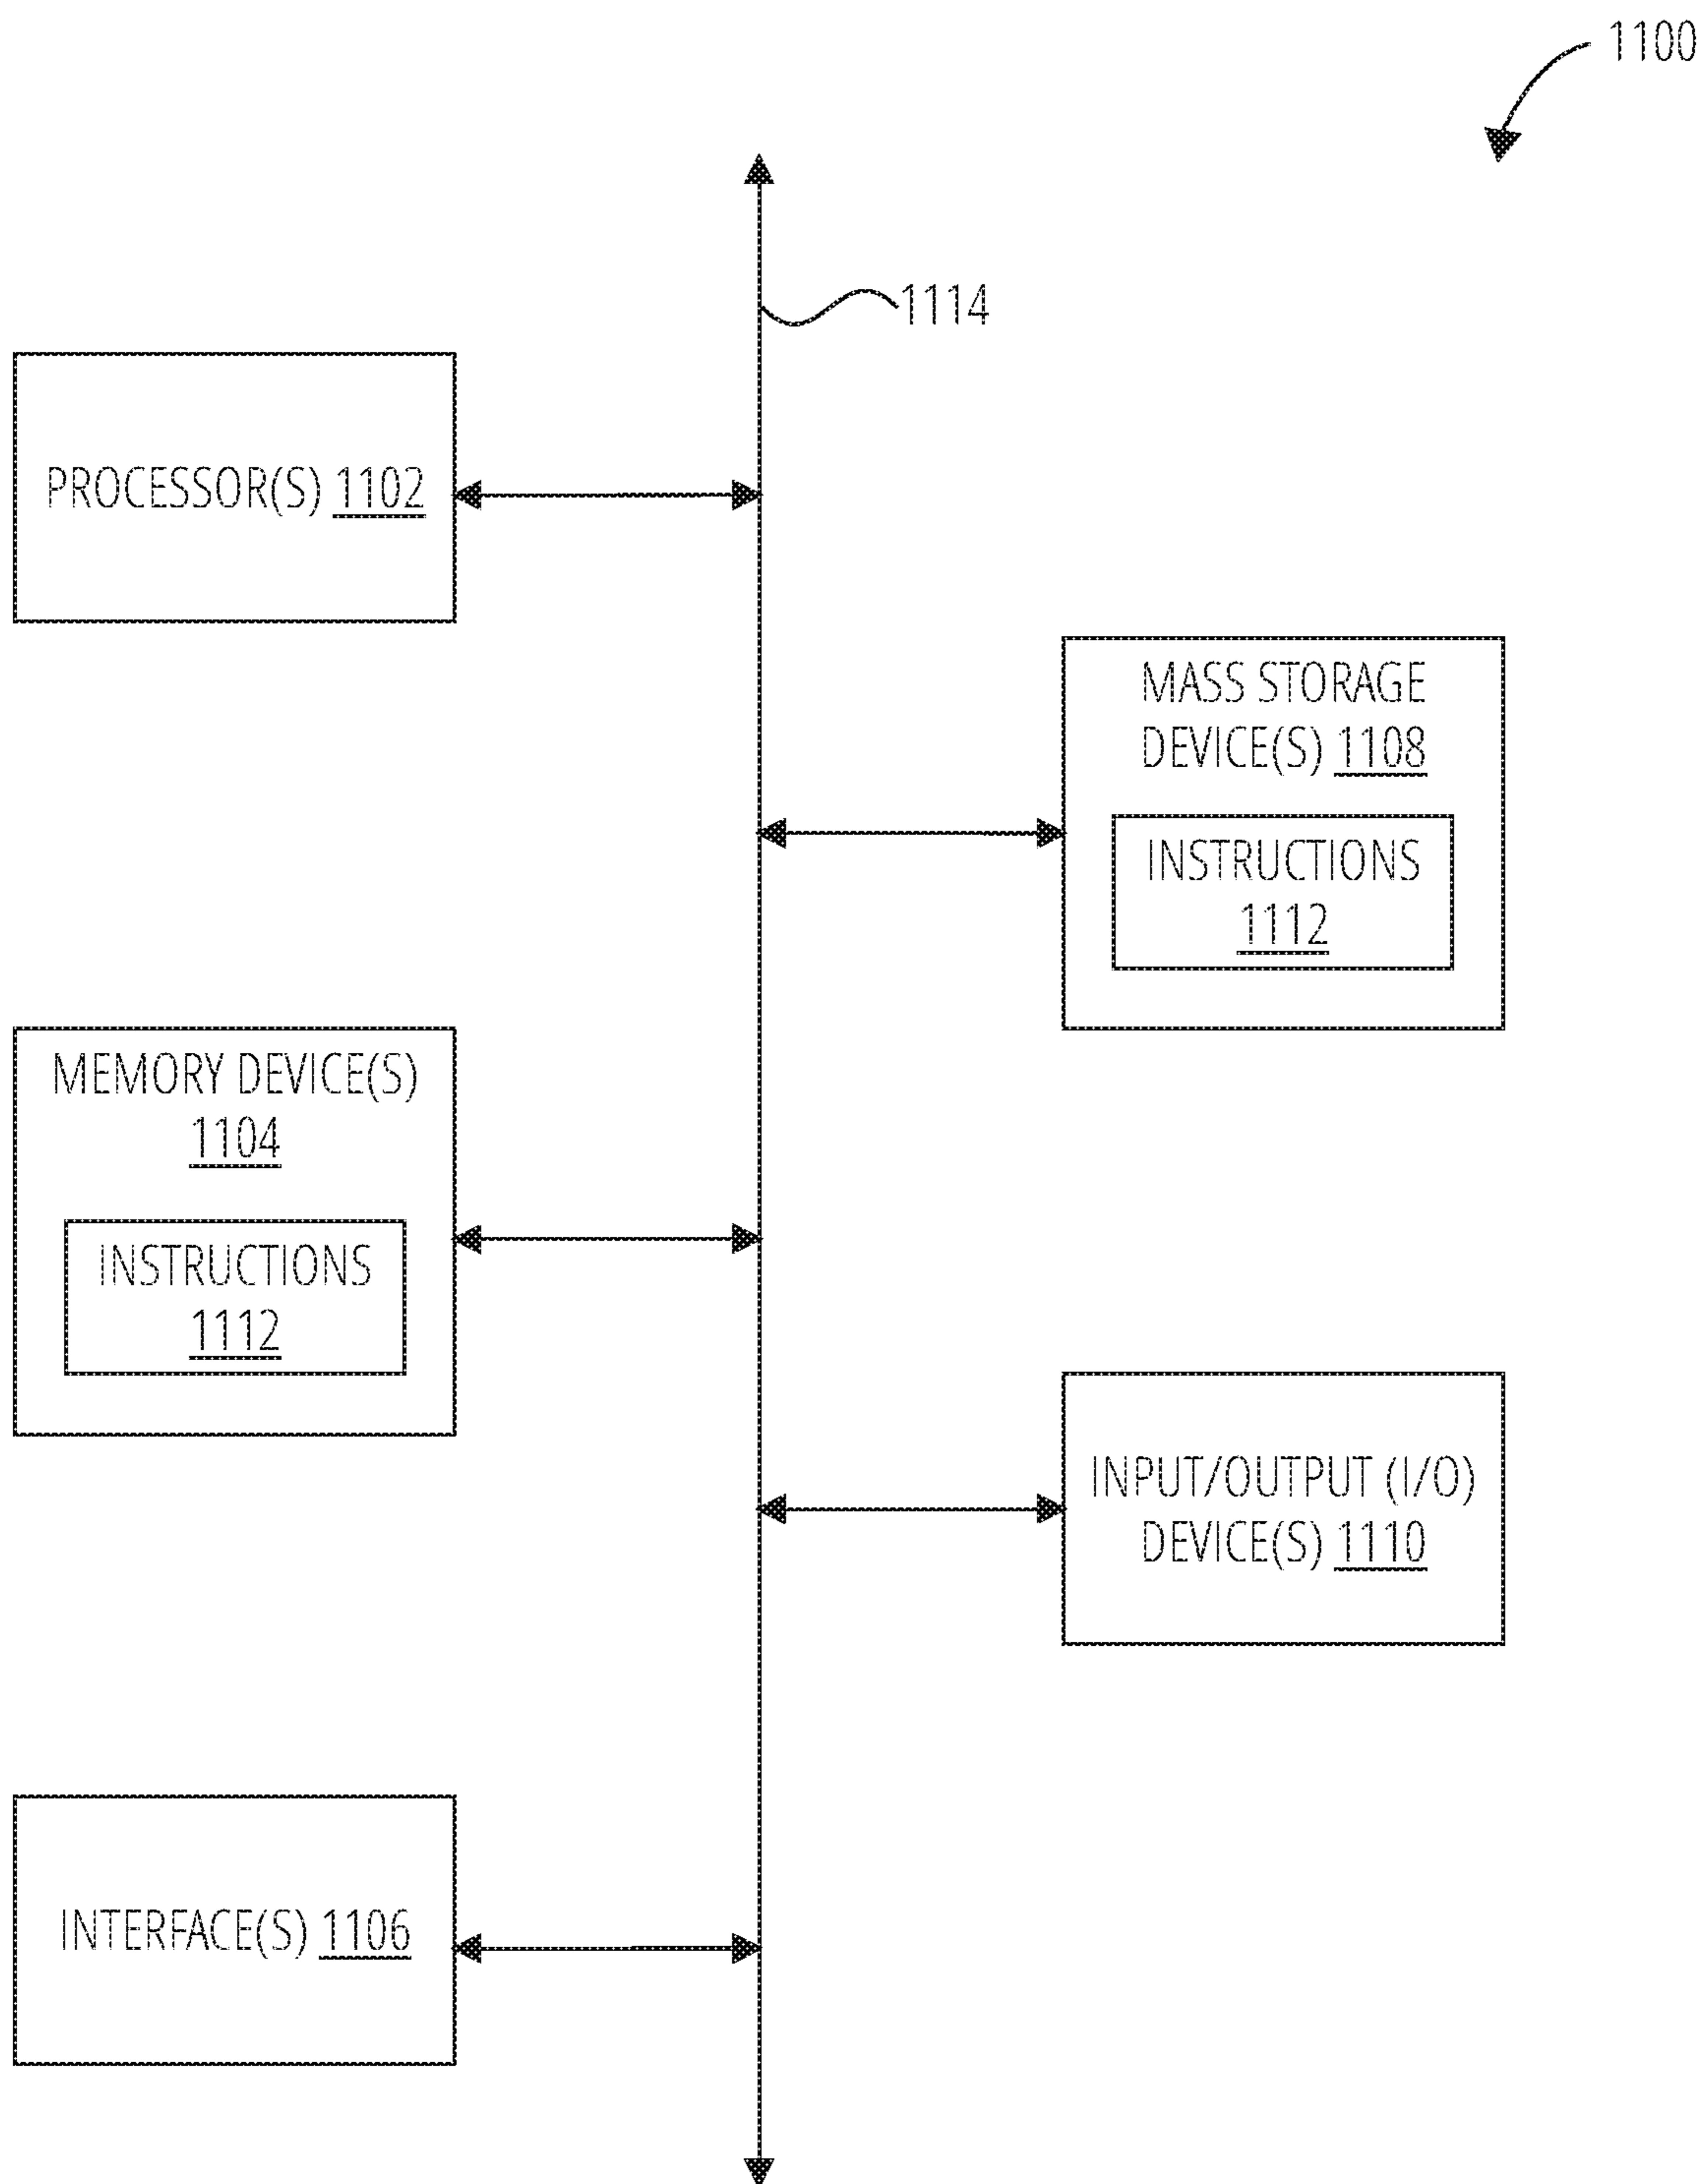 1100
1114
PROCESSOR(S) 1102
MASS STORAGE
DEVICE(S) 1108
INSTRUCTIONS
1112
MEMORY DEVICE(S)
1104
INSTRUCTIONS
1112
INPUT/OUTPUT (I/O)
DEVICE(S) 1110
INTERFACE(S) 1106